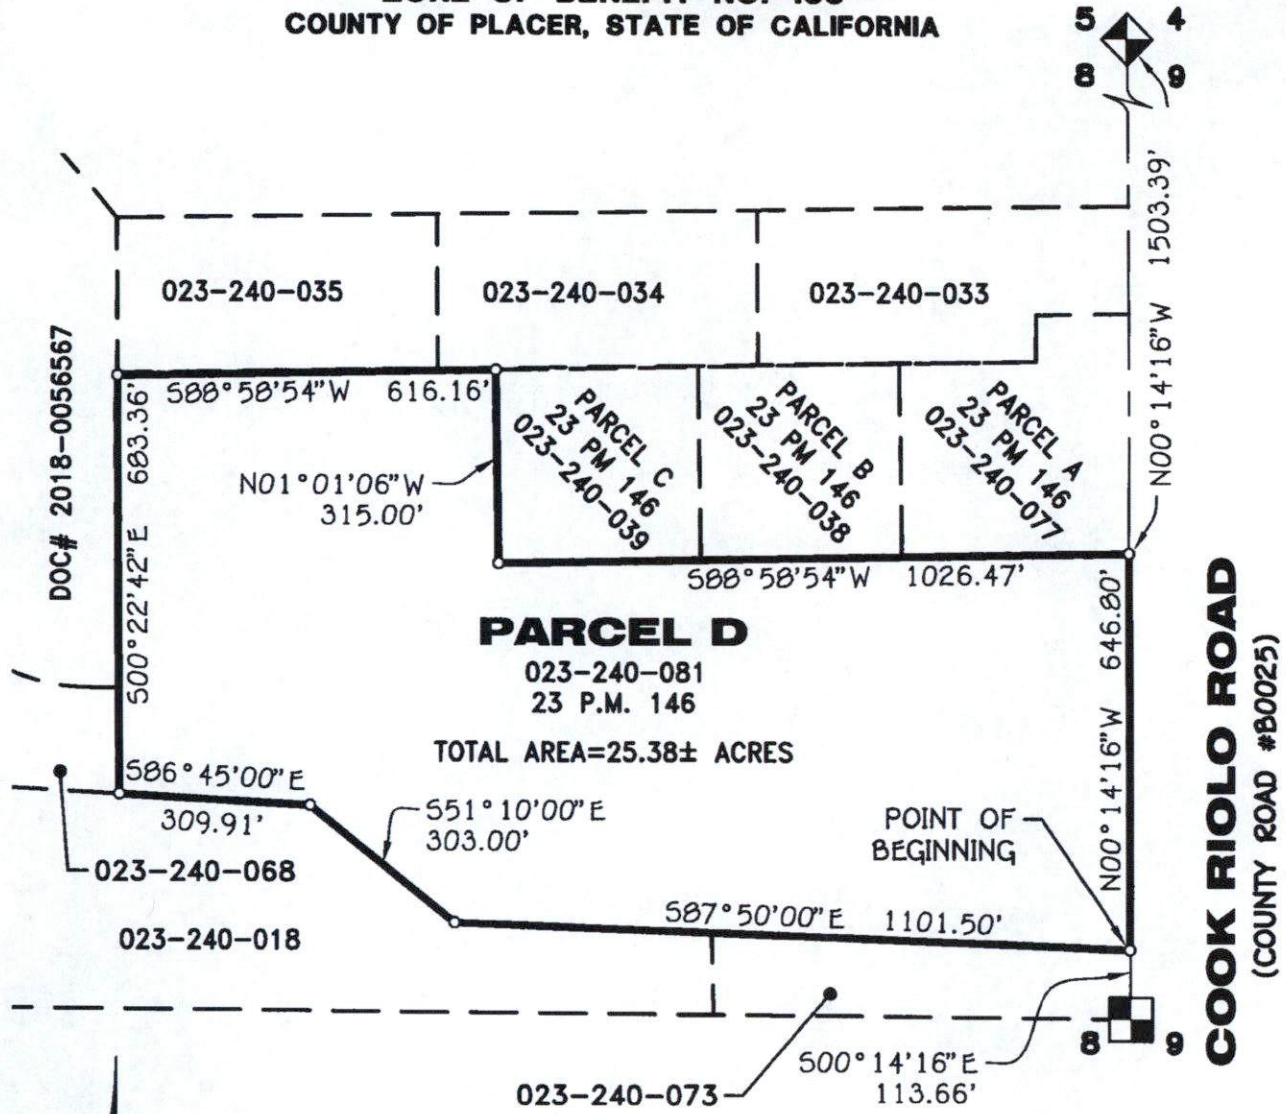 COUNTY OF PLACER, STATE OF CALIFORNIA
5 4
8 9
N00°14'16"W 1503.39'
023-240-035
023-240-034
023-240-033
DOC# 2018-0056567
S88°58'54"W 616.16'
S00°22'42"E 683.36'
N01°01'06"W
315.00'
PARCEL C
23 PM 146
023-240-039
PARCEL B
23 PM 146
023-240-038
PARCEL A
23 PM 146
023-240-077
S88°58'54"W 1026.47'
PARCEL D
023-240-081
23 P.M. 146
TOTAL AREA=25.38± ACRES
N00°14'16"W 646.80'
COOK RIOLO ROAD
(COUNTY ROAD #B00025)
S86°45'00"E
309.91'
S51°10'00"E
303.00'
POINT OF
BEGINNING
023-240-068
023-240-018
S87°50'00"E 1101.50'
8 9
S00°14'16"E
113.66'
023-240-073